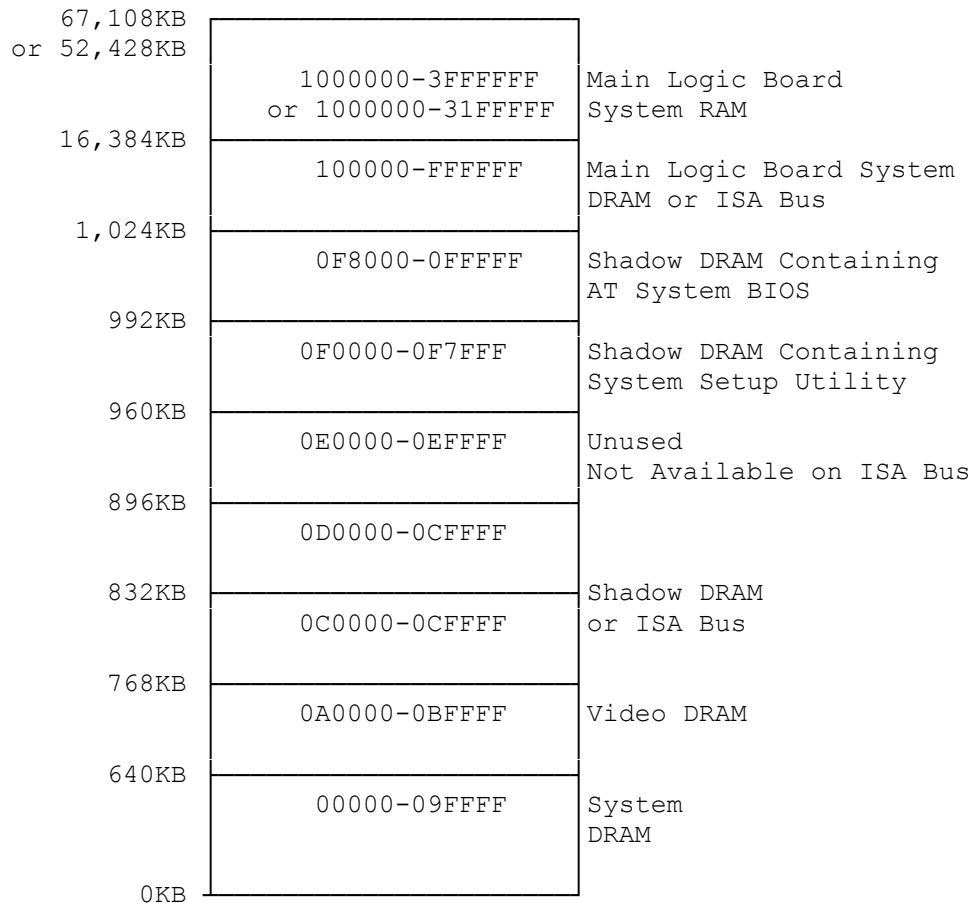 67,108KB
or 52,428KB
1000000-3FFFFFF Main Logic Board
or 1000000-31FFFFF System RAM
16,384KB
100000-FFFFFF Main Logic Board System
DRAM or ISA Bus
1,024KB
0F8000-0FFFFF Shadow DRAM Containing
AT System BIOS
992KB
0F0000-0F7FFF Shadow DRAM Containing
System Setup Utility
960KB
0E0000-0EFFFF Unused
Not Available on ISA Bus
896KB
0D0000-0CFFFF
832KB Shadow DRAM
0C0000-0CFFFF or ISA Bus
768KB
0A0000-0BFFFF Video DRAM
640KB
00000-09FFFF System
DRAM
0KB